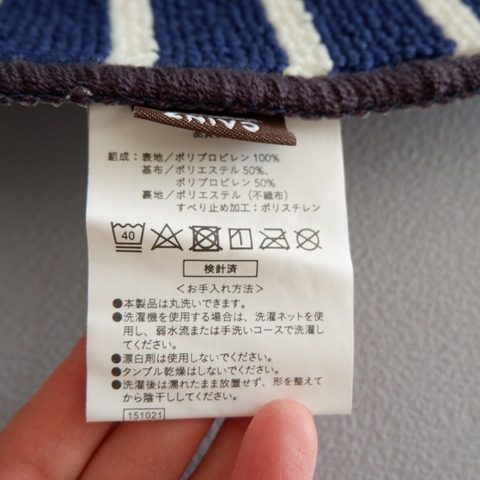 CAINZ
組成：表地／ポリプロピレン 100%
基布／ポリエステル 50%、
ポリプロピレン 50%
裏地／ポリエステル（不織布）
すべり止め加工：ポリスチレン
40
検針済
＜お手入れ方法＞
●本製品は丸洗いできます。
●洗濯機を使用する場合は、洗濯ネットを使
用し、弱水流または手洗いコースで洗濯し
てください。
●漂白剤は使用しないでください。
●タンブル乾燥はしないでください。
●洗濯後は濡れたまま放置せず、形を整えて
から陰干ししてください。
151021